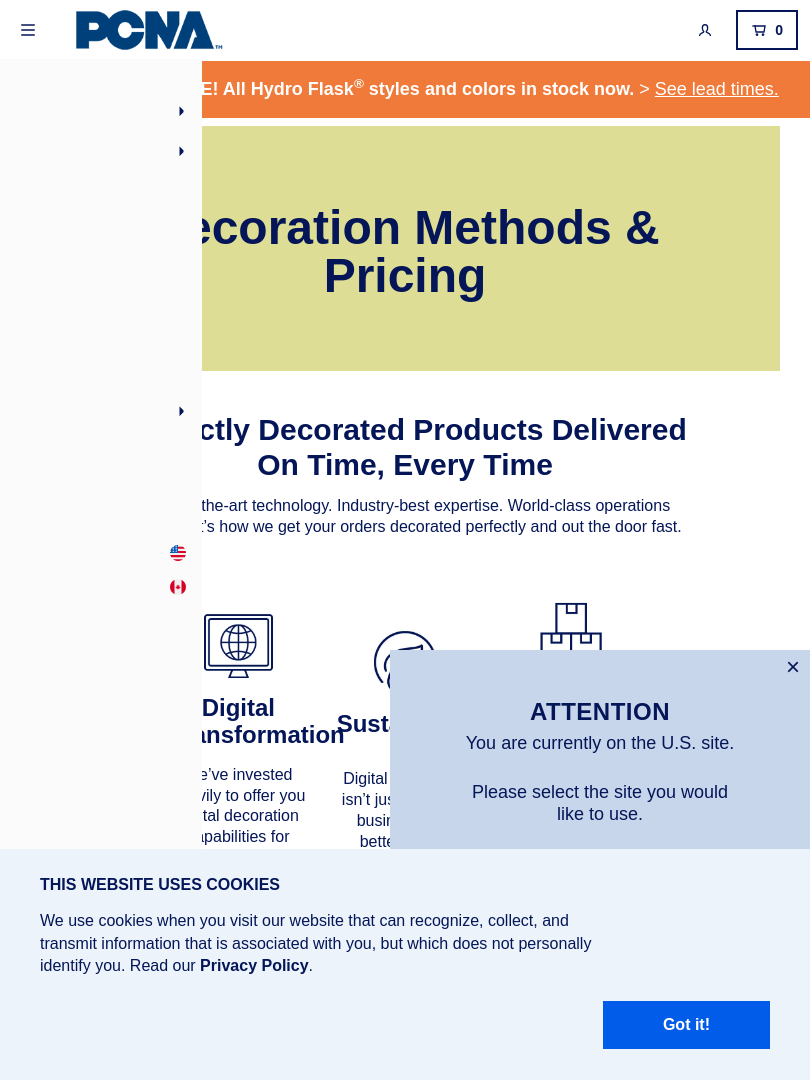 PCNA™
0
E! All Hydro Flask® styles and colors in stock now. > See lead times.
ecoration Methods &
Pricing
ctly Decorated Products Delivered
On Time, Every Time
the-art technology. Industry-best expertise. World-class operations
t’s how we get your orders decorated perfectly and out the door fast.
Digital
ansformation
e’ve invested
vily to offer you
ital decoration
apabilities for
Susta
Digital
isn’t jus
busin
bette
×
ATTENTION
You are currently on the U.S. site.
Please select the site you would
like to use.
THIS WEBSITE USES COOKIES
We use cookies when you visit our website that can recognize, collect, and
transmit information that is associated with you, but which does not personally
identify you. Read our Privacy Policy.
Got it!